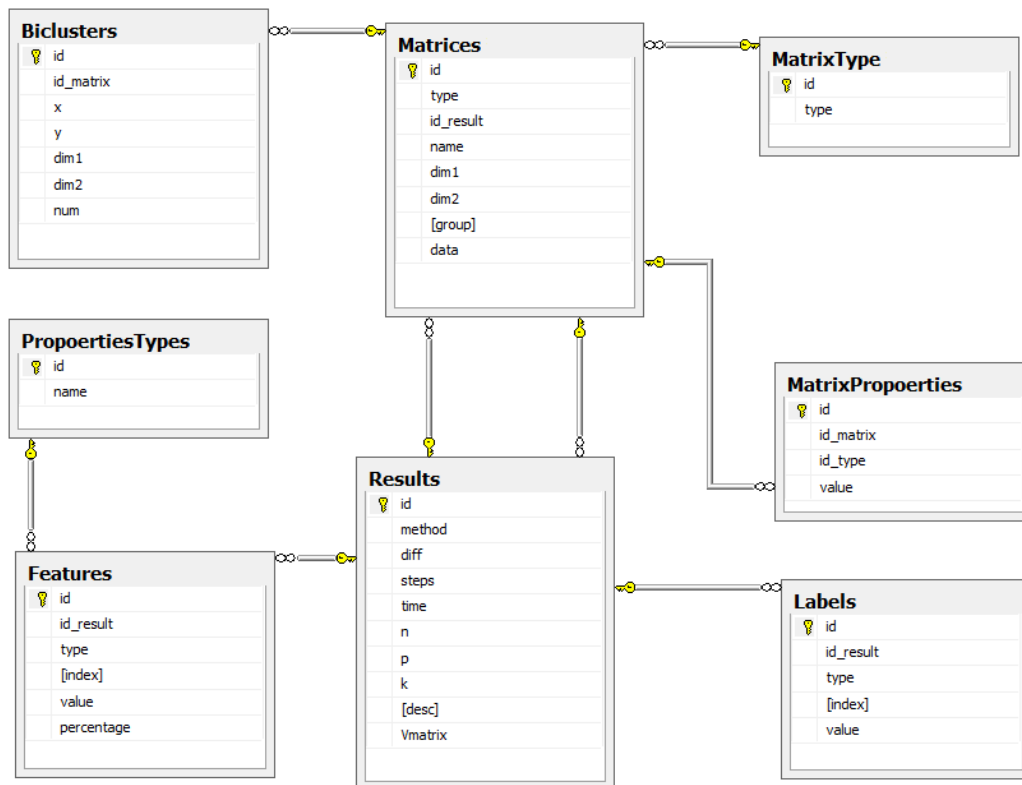 Biclusters
id
id_matrix
x
y
dim1
dim2
num
Matrices
id
type
id_result
name
dim1
dim2
[group]
data
MatrixType
id
type
PropoertiesTypes
id
name
MatrixPropoerties
id
id_matrix
id_type
value
Results
id
method
diff
steps
time
n
p
k
[desc]
Vmatrix
Features
id
id_result
type
[index]
value
percentage
Labels
id
id_result
type
[index]
value